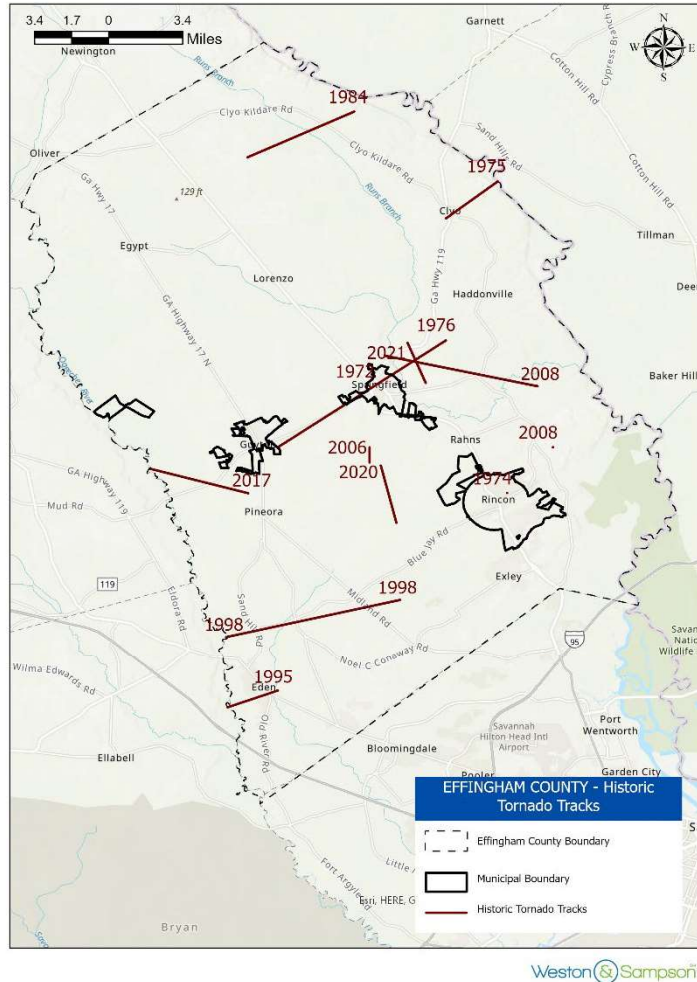 3.4 1.7 0 3.4
Miles
Newington
Garnett
N
W E
S
Runs Branch
Cypress Branch Rd
Cotton Hill Rd
1984
Clyo Kildare Rd
Oliver
Sand Hills Rd
Clyo Kildare Rd
1975
Cotton Hill Rd
Ga Hwy 17
129 ft
Runs Branch
Clyo
Tillman
Egypt
Ga Hwy 119
Lorenzo
Haddonville
GA Highway 17 N
1976
2021
1972
Springfield
2008
Baker Hill
2008
Rahns
Guyton
2006
2020
GA Highway 119
2017
1974
Rincon
Mud Rd
Pineora
Blue Jay Rd
Exley
119
Eldora Rd
Sand Hill Rd
Midland Rd
1998
1998
95
Noel C Conaway Rd
Wilma Edwards Rd
1995
Eden
Old River Rd
Savannah
Hilton Head Intl
Airport
Port
Wentworth
Bloomingdale
Ellabell
Pooler
Garden City
EFFINGHAM COUNTY - Historic
Tornado Tracks
Effingham County Boundary
Municipal Boundary
Historic Tornado Tracks
Fort Argyle Rd
Esri, HERE, G
Bryan
Weston & Sampson